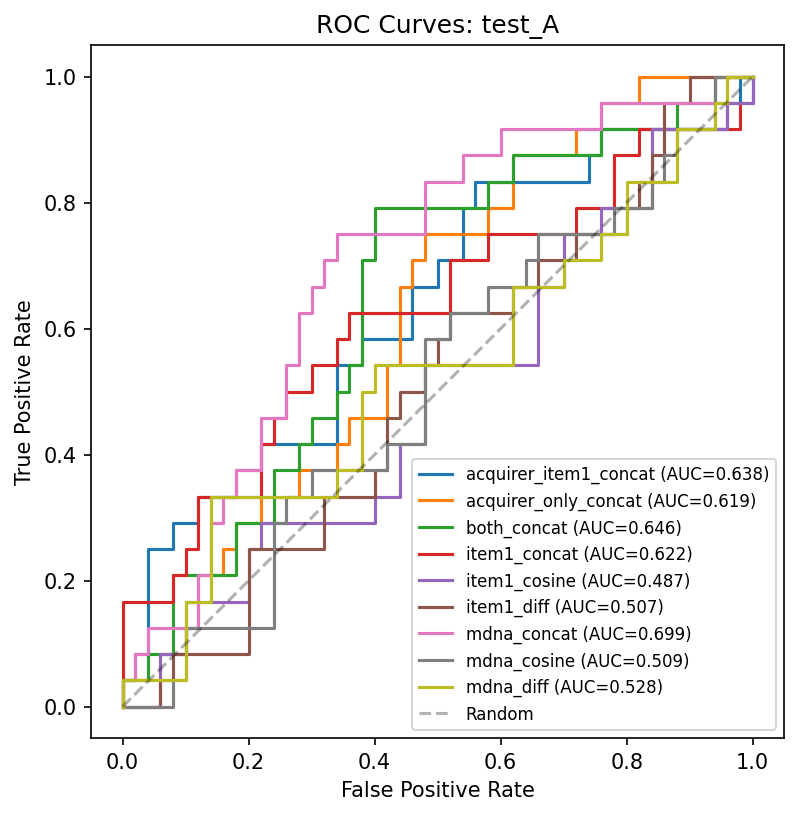 ROC Curves: test_A
True Positive Rate
1.0
0.8
0.6
0.4
0.2
0.0
acquirer_item1_concat (AUC=0.638)
acquirer_only_concat (AUC=0.619)
both_concat (AUC=0.646)
item1_concat (AUC=0.622)
item1_cosine (AUC=0.487)
item1_diff (AUC=0.507)
mdna_concat (AUC=0.699)
mdna_cosine (AUC=0.509)
mdna_diff (AUC=0.528)
Random
0.0 0.2 0.4 0.6 0.8 1.0
False Positive Rate